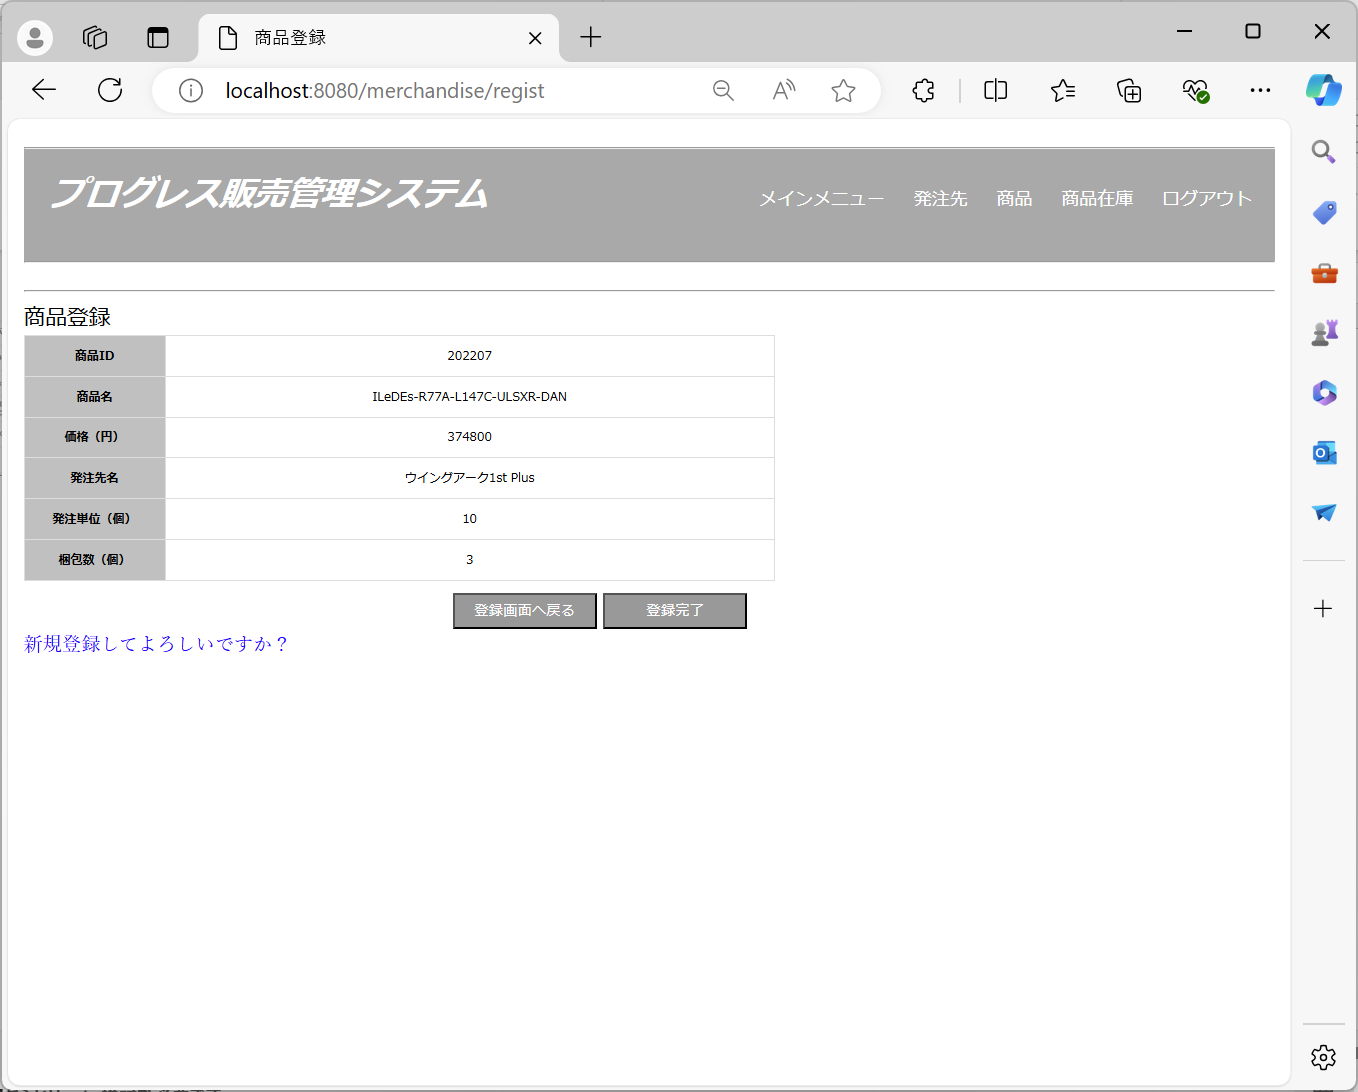 商品登録
localhost:8080/merchandise/regist
プログレス販売管理システム
メインメニュー 発注先 商品 商品在庫 ログアウト
商品登録
商品ID 202207
商品名 ILeDEs-R77A-L147C-ULSXR-DAN
価格（円） 374800
発注先名 ウイングアーク1st Plus
発注単位（個） 10
梱包数（個） 3
登録画面へ戻る 登録完了
新規登録してよろしいですか？